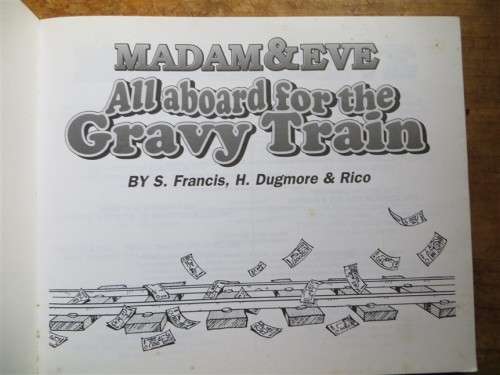 MADAM&EVE
All aboard for the
Gravy Train
BY S. Francis, H. Dugmore & Rico